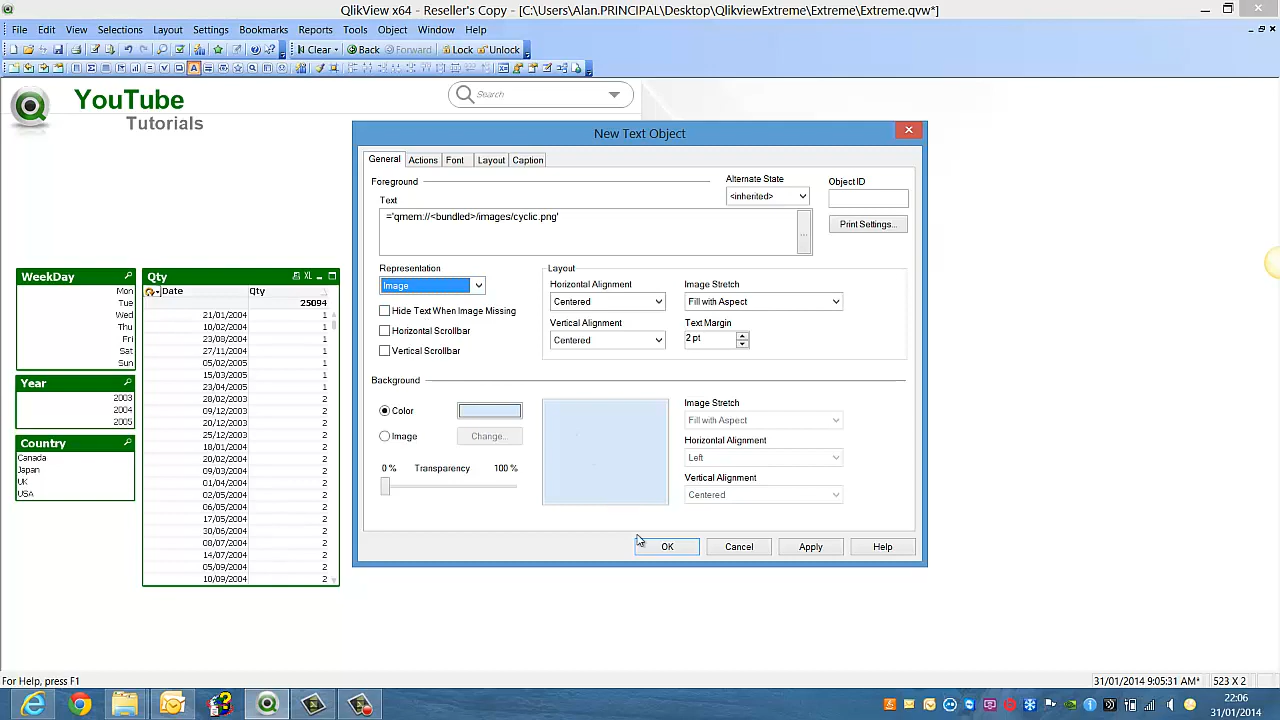 QlikView x64 - Reseller's Copy - [C:\Users\Alan.PRINCIPAL\Desktop\QlikviewExtreme\Extreme\Extreme.qvw*]
File Edit View Selections Layout Settings Bookmarks Reports Tools Object Window Help
Clear Back Forward Lock Unlock
YouTube
Tutorials
Search
New Text Object
General Actions Font Layout Caption
Foreground
Alternate State
<inherited>
Object ID
Print Settings...
Text
='qmem://<bundled>/images/cyclic.png'
...
Representation
Image
Hide Text When Image Missing
Horizontal Scrollbar
Vertical Scrollbar
Layout
Horizontal Alignment
Centered
Image Stretch
Fill with Aspect
Vertical Alignment
Centered
Text Margin
2 pt
Background
Color
Image
Change...
0 % Transparency 100 %
Image Stretch
Fill with Aspect
Horizontal Alignment
Left
Vertical Alignment
Centered
OK Cancel Apply Help
WeekDay
Mon
Tue
Wed
Thu
Fri
Sat
Sun
Year
2003
2004
2005
Country
Canada
Japan
UK
USA
Qty XL
Date Qty
25094
21/01/2004 1
10/02/2004 1
23/08/2004 1
27/11/2004 1
05/02/2005 1
15/03/2005 1
23/04/2005 1
28/08/2003 2
09/12/2003 2
20/12/2003 2
25/12/2003 2
18/01/2004 2
20/02/2004 2
09/03/2004 2
01/04/2004 2
02/05/2004 2
06/05/2004 2
17/05/2004 2
30/06/2004 2
08/07/2004 2
14/07/2004 2
05/09/2004 2
10/09/2004 2
For Help, press F1
31/01/2014 9:05:31 AM* 523 X 2
22:06
31/01/2014